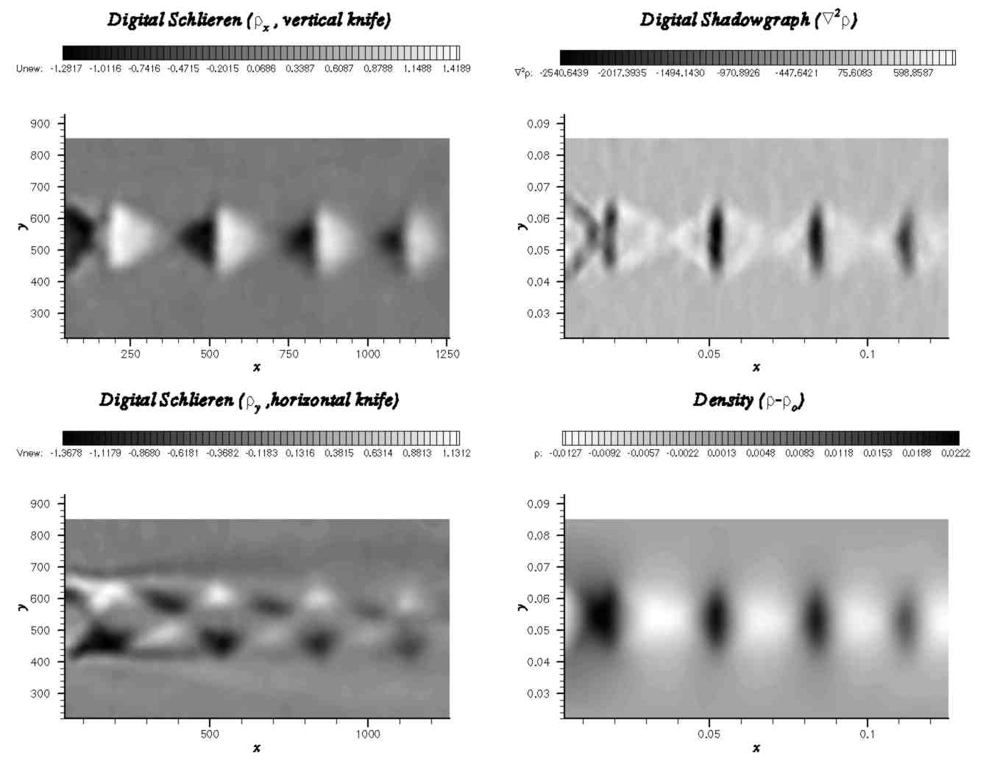 Digital Schlieren (ρx , vertical knife)
Unew: -1.2817 -1.0116 -0.7416 -0.4715 -0.2015 0.0686 0.3387 0.6087 0.8788 1.1488 1.4189
900
800
700
600
y
500
400
300
250 500 750 1000 1250
x
Digital Shadowgraph (∇²ρ)
∇²ρ: -2540.6439 -2017.3935 -1494.1430 -970.8926 -447.6421 75.6083 598.8587
0.09
0.08
0.07
0.06
y
0.05
0.04
0.03
0.05 0.1
x
Digital Schlieren (ρy ,horizontal knife)
Vnew: -1.3678 -1.1179 -0.8680 -0.6181 -0.3682 -0.1183 0.1316 0.3815 0.6314 0.8813 1.1312
900
800
700
600
y
500
400
300
500 1000
x
Density (ρ-ρo)
ρ: -0.0127 -0.0092 -0.0057 -0.0022 0.0013 0.0048 0.0083 0.0118 0.0153 0.0188 0.0222
0.09
0.08
0.07
0.06
y
0.05
0.04
0.03
0.05 0.1
x